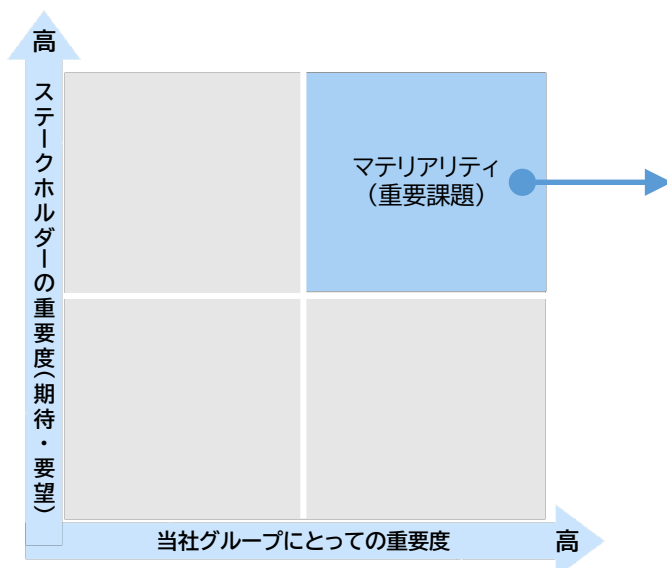 高
ステークホルダーの重要度(期待・要望)
マテリアリティ
(重要課題)
当社グループにとっての重要度
高